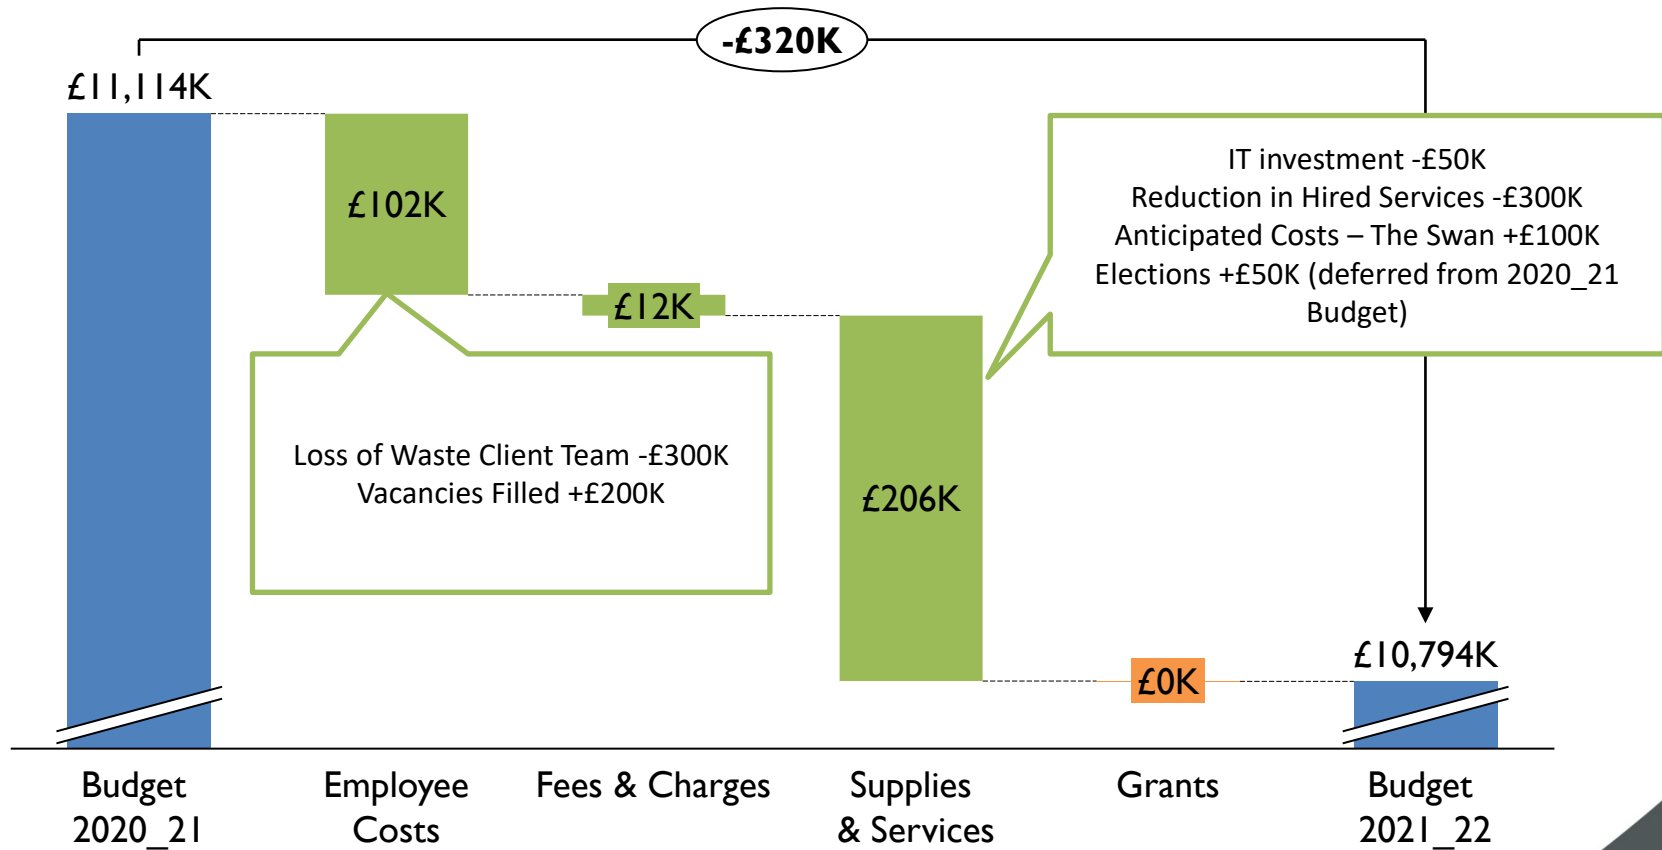 -£320K
£11,114K
£102K
£12K
£206K
£0K
£10,794K
IT investment -£50K
Reduction in Hired Services -£300K
Anticipated Costs – The Swan +£100K
Elections +£50K (deferred from 2020_21
Budget)
Loss of Waste Client Team -£300K
Vacancies Filled +£200K
Budget
2020_21
Employee
Costs
Fees & Charges
Supplies
& Services
Grants
Budget
2021_22